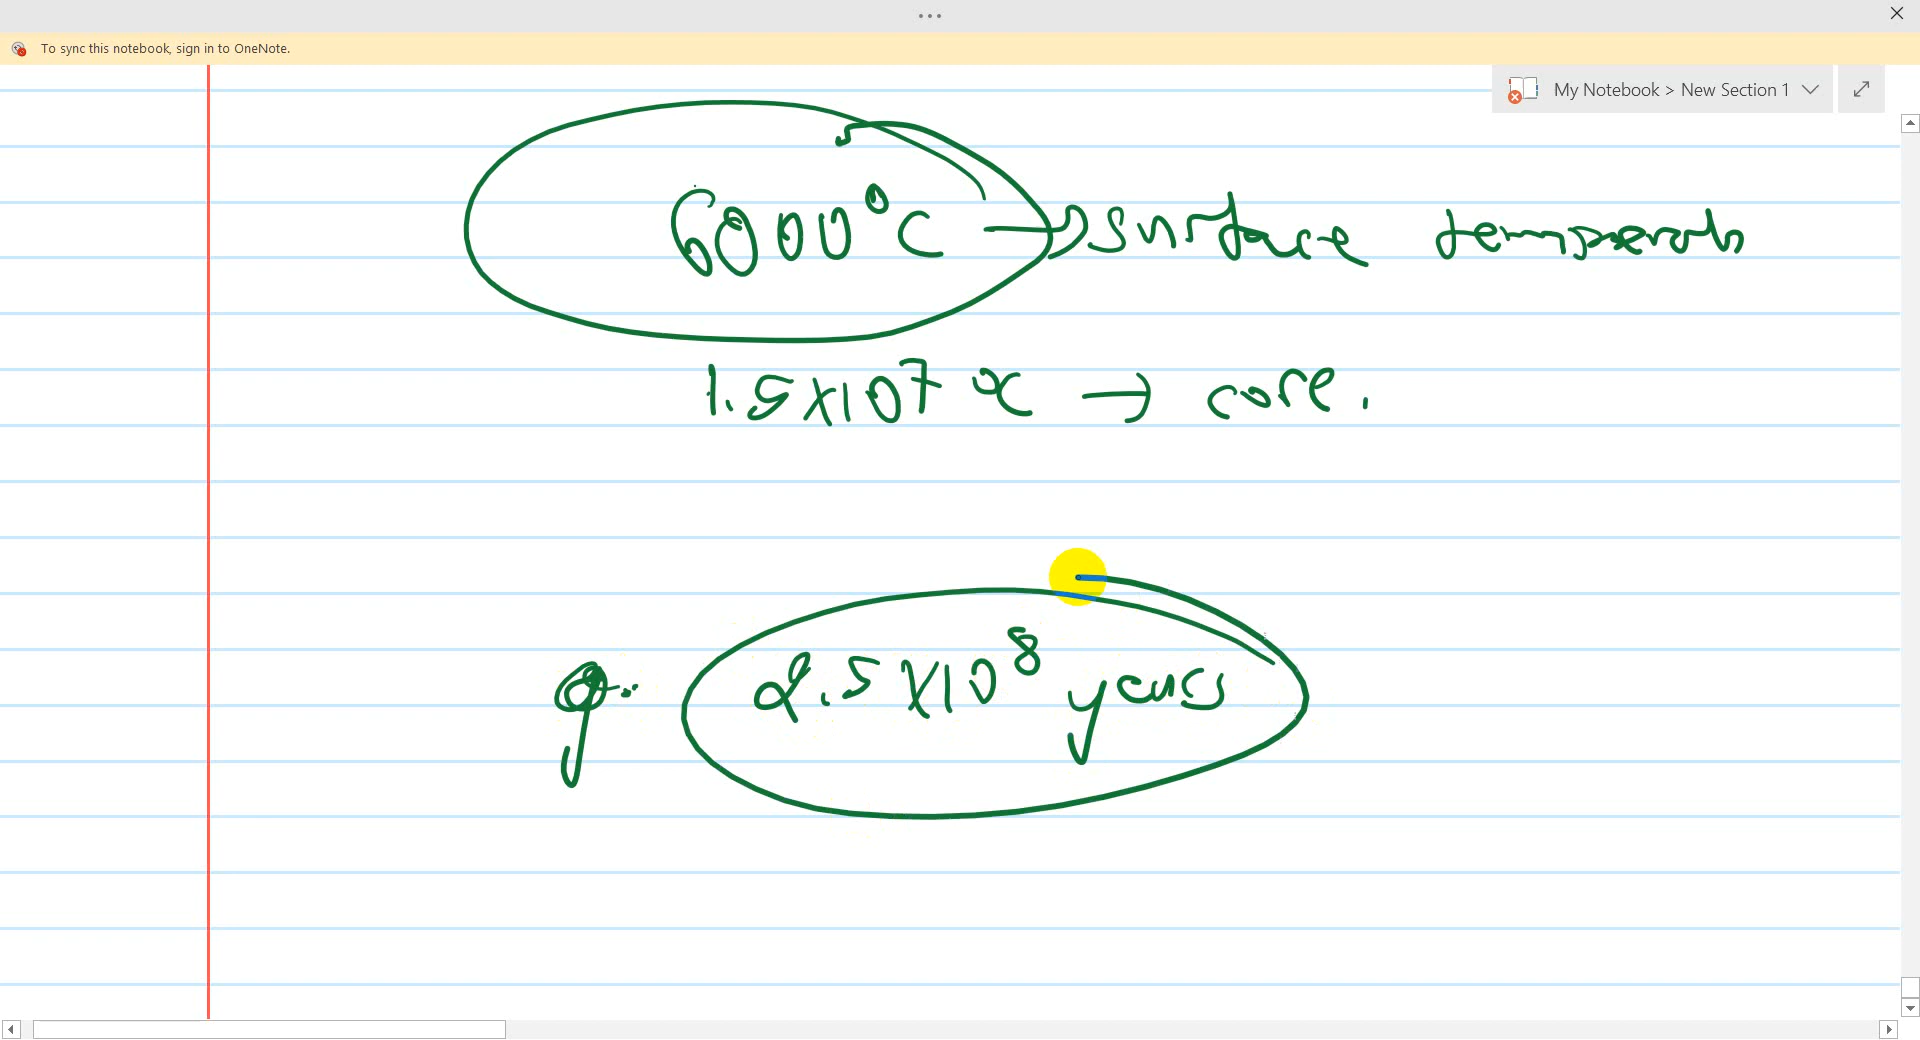 To sync this notebook, sign in to OneNote.
My Notebook > New Section 1
6000°C → surface
1.5×10⁷ °C → core.
2.5×10⁸ years